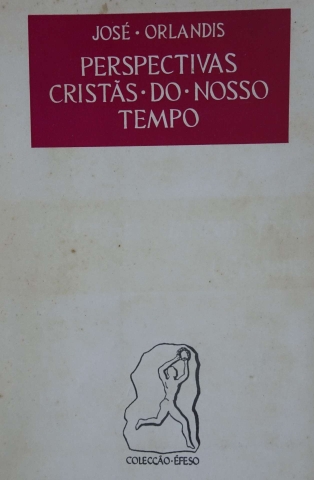 JOSÉ · ORLANDIS
PERSPECTIVAS
CRISTÃS · DO · NOSSO
TEMPO
COLECÇÃO · ÉFESO